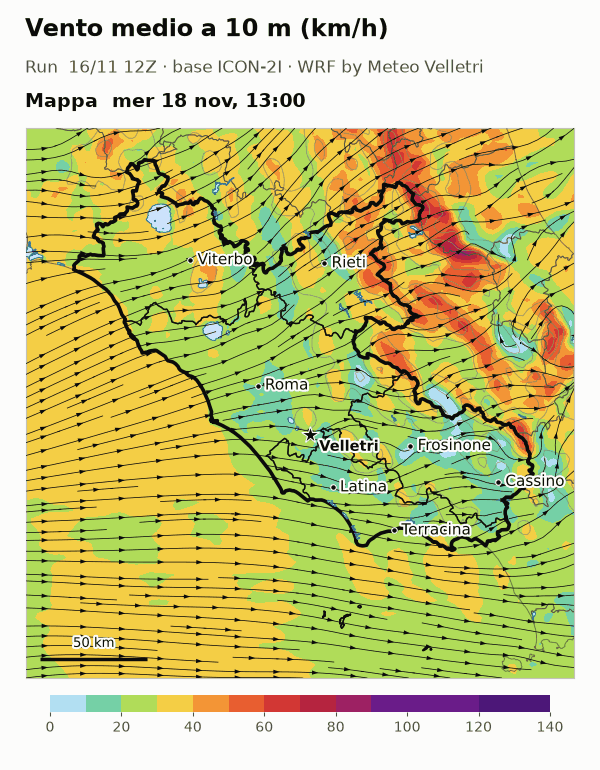 Vento medio a 10 m (km/h)
Run 16/11 12Z · base ICON-2I · WRF by Meteo Velletri
Mappa mer 18 nov, 13:00
Viterbo
Rieti
Roma
Velletri
Frosinone
Latina
Cassino
Terracina
50 km
0 20 40 60 80 100 120 140